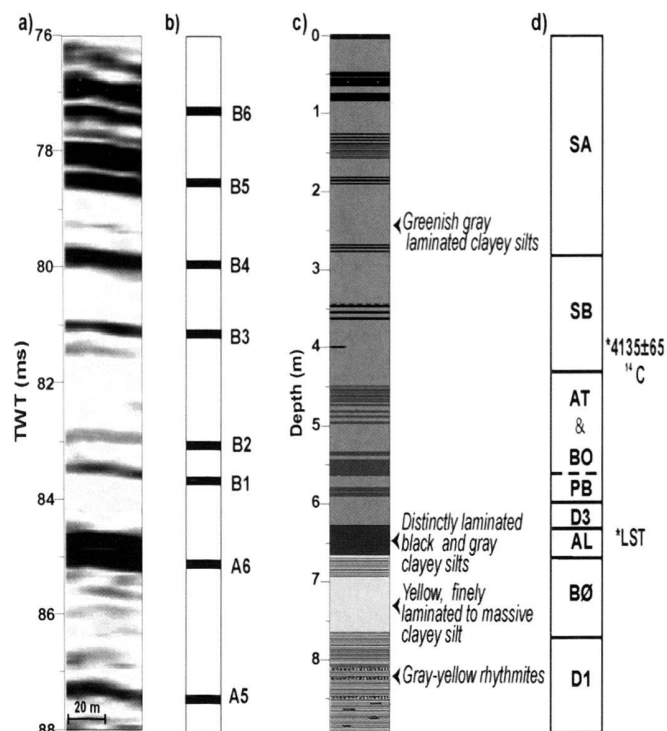 a)
b)
c)
d)
76
78
80
82
84
86
88
TWT (ms)
20 m
B6
B5
B4
B3
B2
B1
A6
A5
0
1
2
3
4
5
6
7
8
Depth (m)
Greenish gray
laminated clayey silts
Distinctly laminated
black and gray
clayey silts
Yellow, finely
laminated to massive
clayey silt
Gray-yellow rhythmites
SA
SB
*4135±65
14 C
AT
&
BO
PB
D3
AL
*LST
BØ
D1